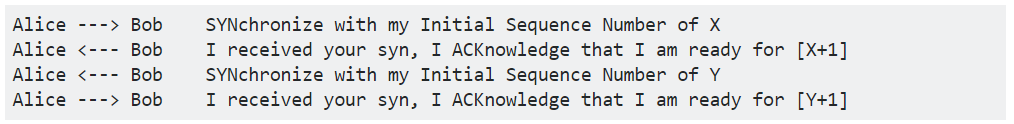 Alice ---> Bob    SYNchronize with my Initial Sequence Number of X
Alice <--- Bob    I received your syn, I ACKnowledge that I am ready for [X+1]
Alice <--- Bob    SYNchronize with my Initial Sequence Number of Y
Alice ---> Bob    I received your syn, I ACKnowledge that I am ready for [Y+1]